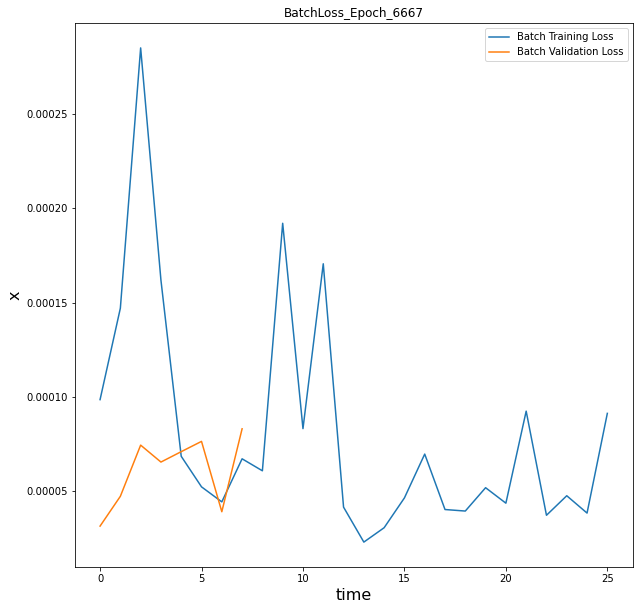 BatchLoss_Epoch_6667
Batch Training Loss
Batch Validation Loss
0.00025
0.00020
0.00015
0.00010
0.00005
x
0
5
10
15
20
25
time